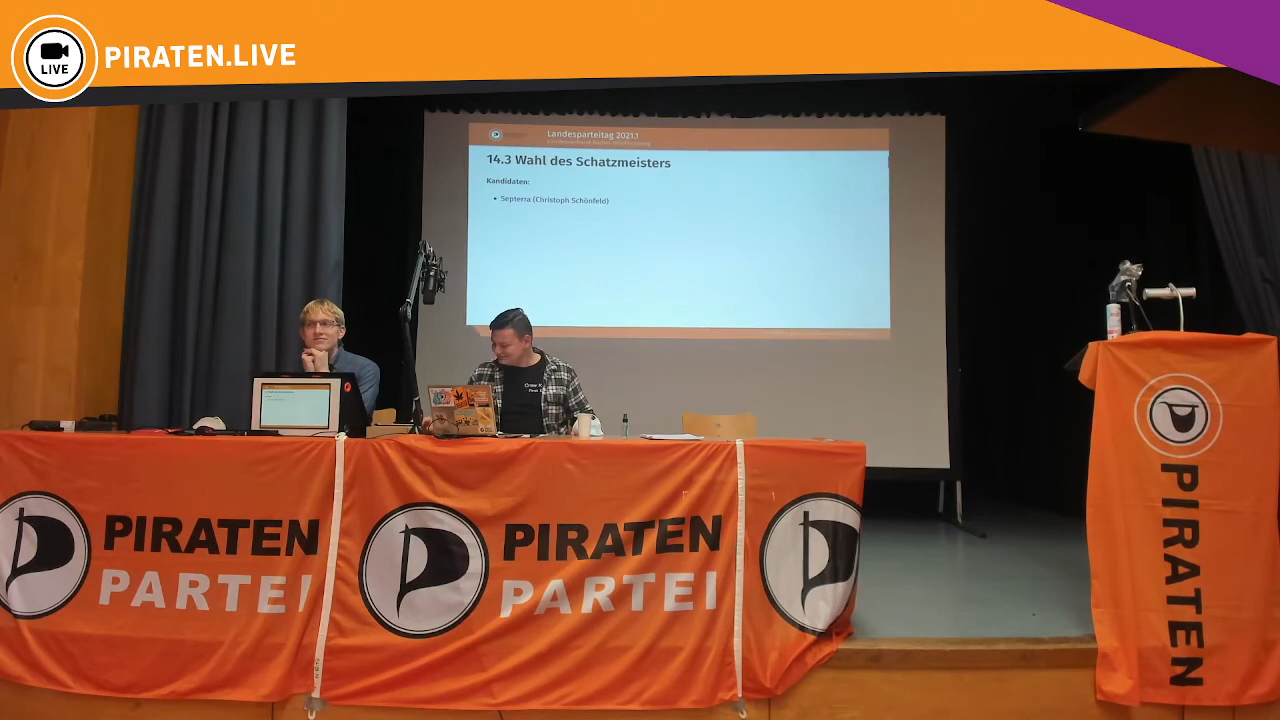 LIVE
PIRATEN.LIVE
Landesparteitag 2021.1
14.3 Wahl des Schatzmeisters
Kandidaten:
• Septerra (Christoph Schönfeld)
PIRATEN
PARTEI
PIRATEN
PARTEI
PIRATEN